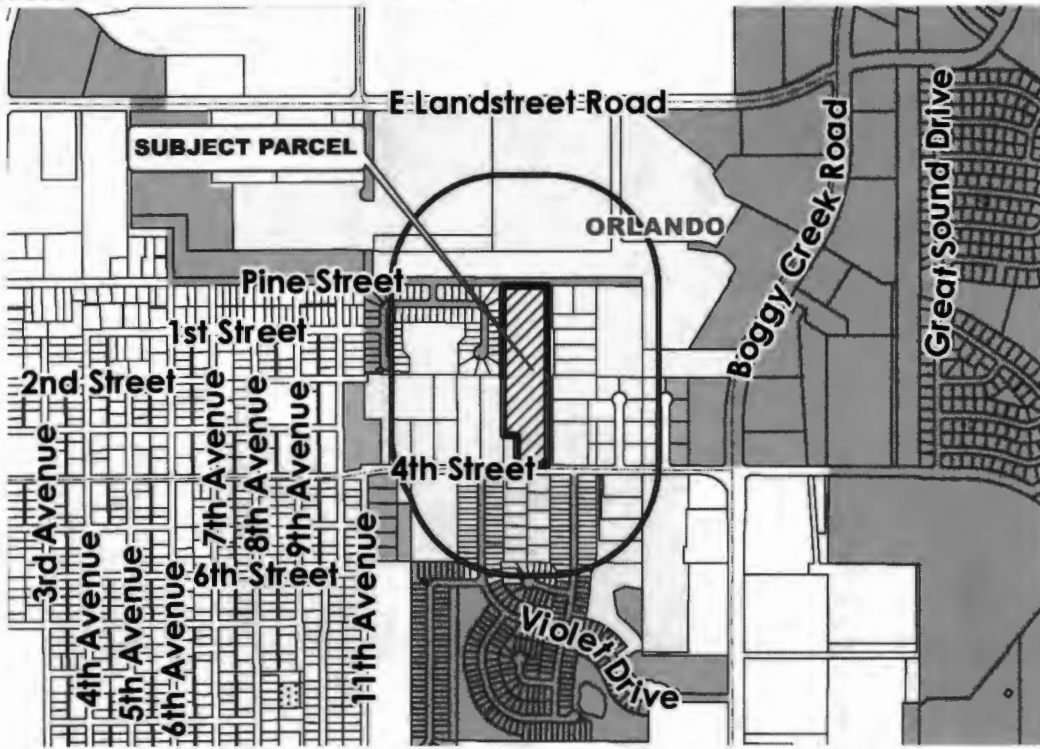 E Landstreet Road
SUBJECT PARCEL
ORLANDO
Boggy Creek Road
Great Sound Drive
Pine Street
1st Street
2nd Street
3rd Avenue
4th Avenue
5th Avenue
6th Avenue
7th Avenue
8th Avenue
9th Avenue
4th Street
6th Street
11th Avenue
Violet Drive